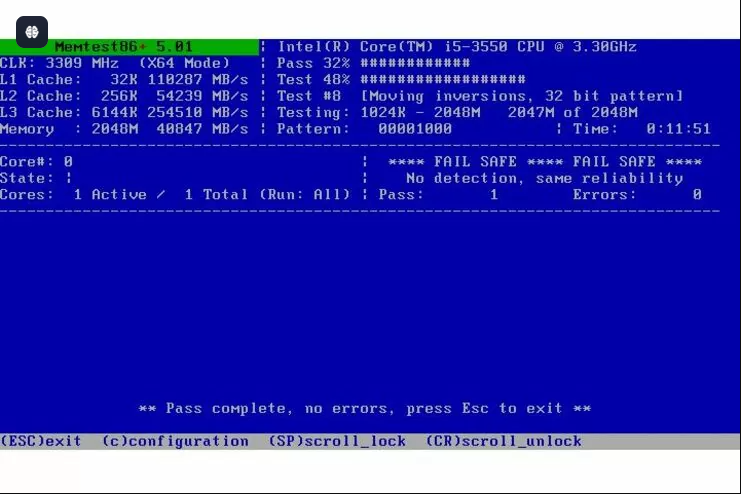 Memtest86+ 5.01 | Intel(R) Core(TM) i5-3550 CPU @ 3.30GHz
CLK: 3309 MHz (X64 Mode) | Pass 32% ############
L1 Cache: 32K 110287 MB/s | Test 48% ##################
L2 Cache: 256K 54239 MB/s | Test #8 [Moving inversions, 32 bit pattern]
L3 Cache: 6144K 254510 MB/s | Testing: 1024K - 2048M 2047M of 2048M
Memory : 2048M 40847 MB/s | Pattern: 00001000 | Time: 0:11:51
Core#: 0 | **** FAIL SAFE **** FAIL SAFE ****
State: ¦ | No detection, same reliability
Cores: 1 Active / 1 Total (Run: All) | Pass: 1 Errors: 0
** Pass complete, no errors, press Esc to exit **
(ESC)exit (c)configuration (SP)scroll_lock (CR)scroll_unlock